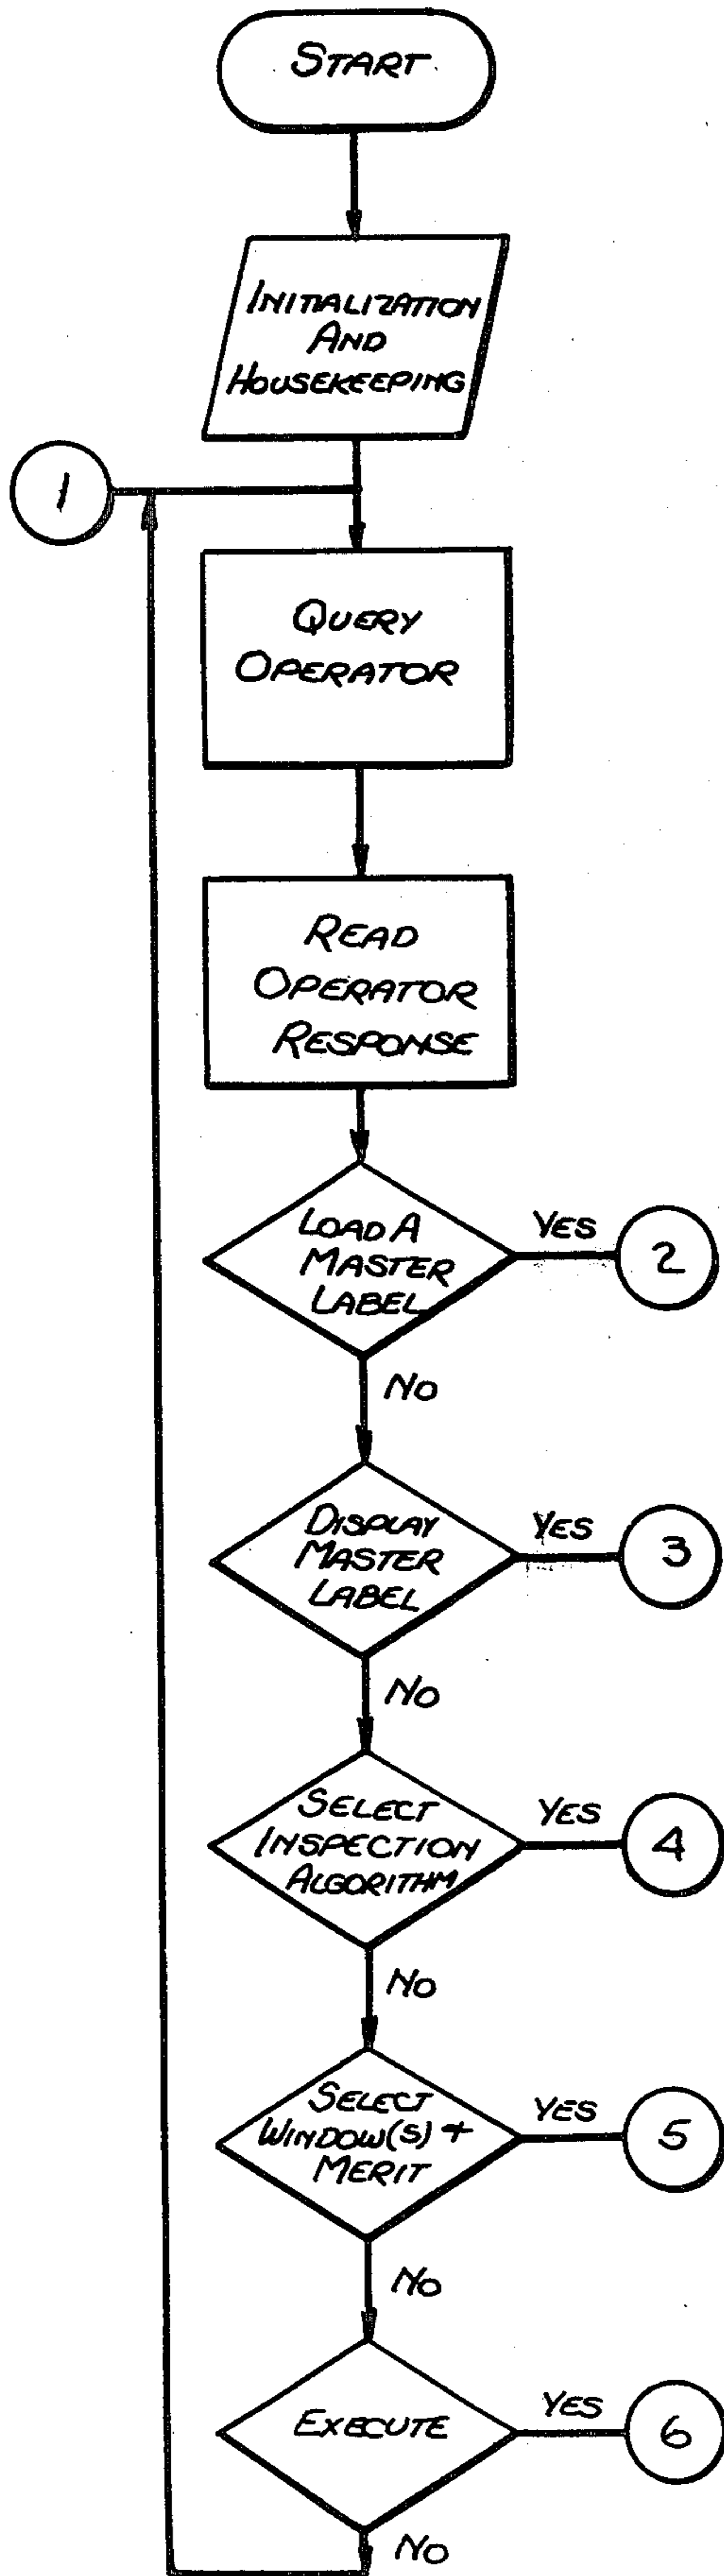 START
INITIALIZATION
AND
HOUSEKEEPING
1
QUERY
OPERATOR
READ
OPERATOR
RESPONSE
LOAD A
MASTER
LABEL
YES
2
NO
DISPLAY
MASTER
LABEL
YES
3
NO
SELECT
INSPECTION
ALGORITHM
YES
4
NO
SELECT
WINDOW(S) +
MERIT
YES
5
NO
EXECUTE
YES
6
NO